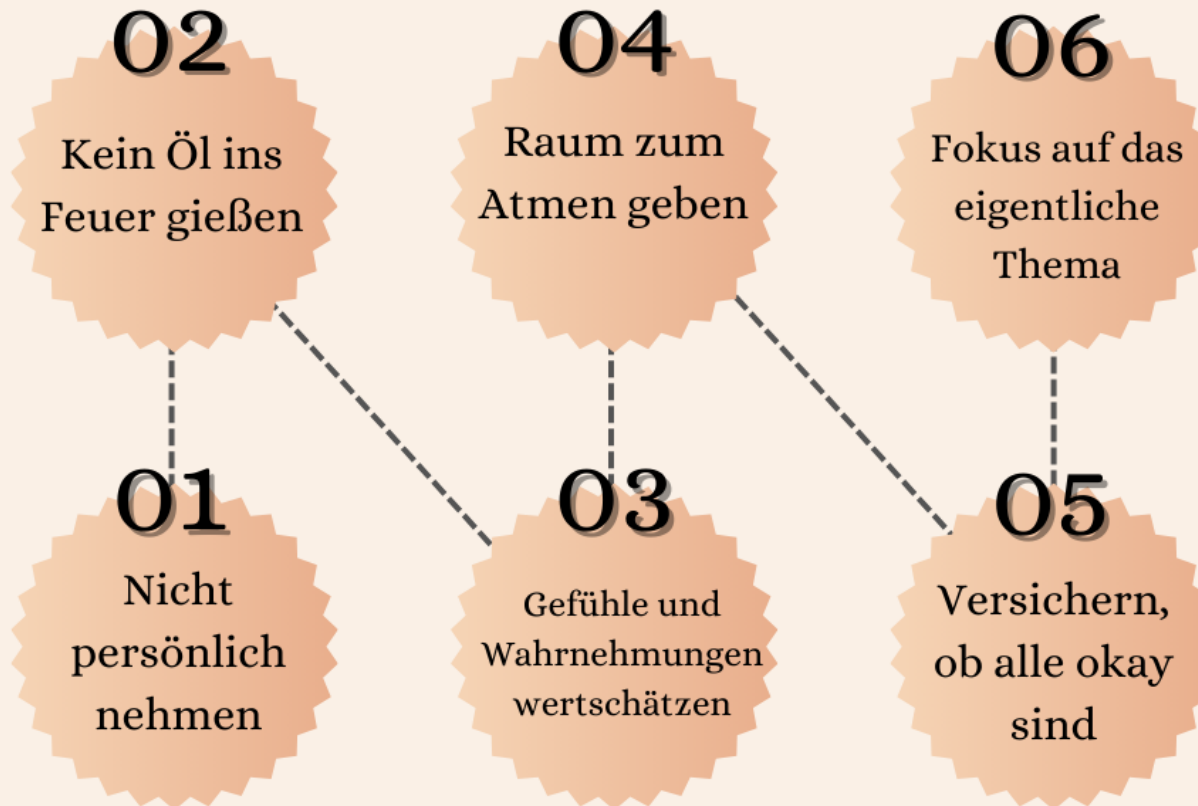 02
Kein Öl ins
Feuer gießen
04
Raum zum
Atmen geben
06
Fokus auf das
eigentliche
Thema
01
Nicht
persönlich
nehmen
03
Gefühle und
Wahrnehmungen
wertschätzen
05
Versichern,
ob alle okay
sind